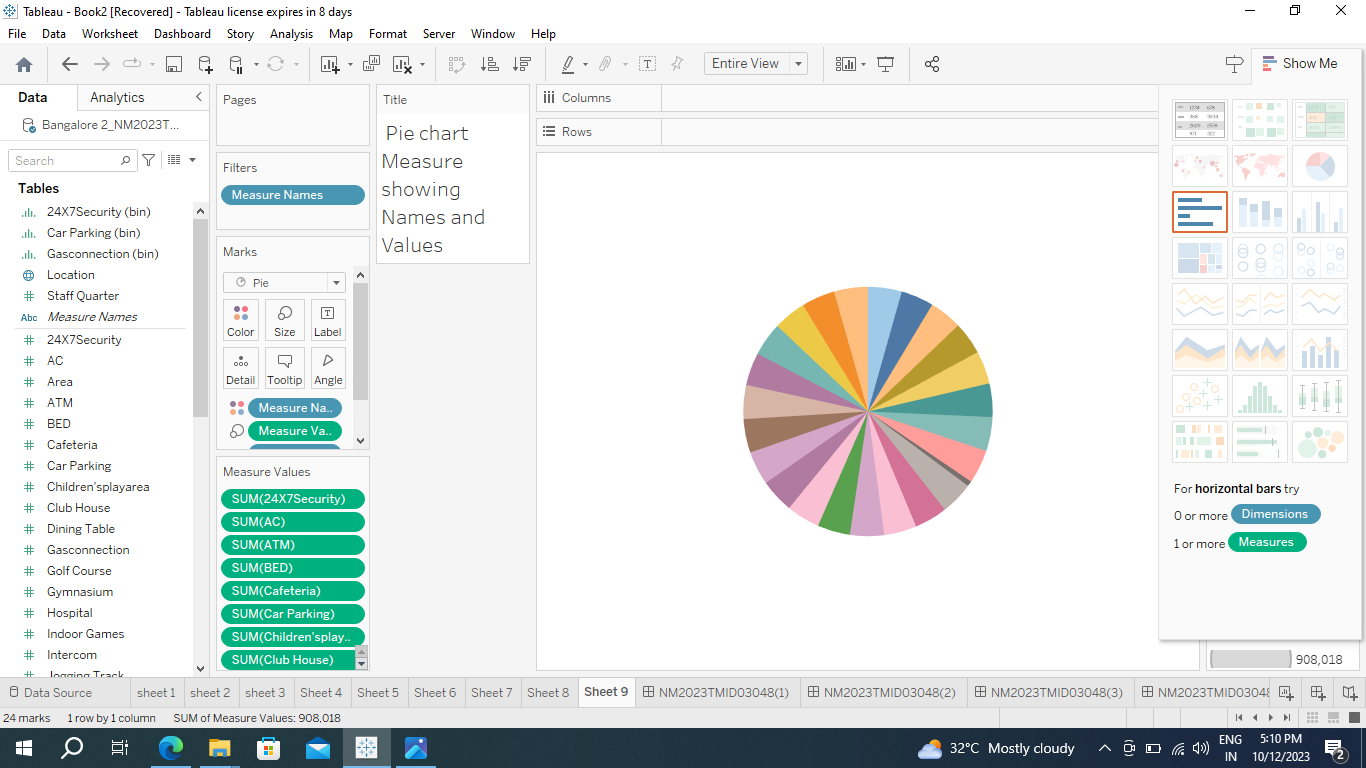 Tableau - Book2 [Recovered] - Tableau license expires in 8 days
File Data Worksheet Dashboard Story Analysis Map Format Server Window Help
Entire View
Show Me
Data Analytics
Bangalore 2_NM2023T...
Search
Tables
24X7Security (bin)
Car Parking (bin)
Gasconnection (bin)
Location
Staff Quarter
Abc Measure Names
24X7Security
AC
Area
ATM
BED
Cafeteria
Car Parking
Children'splayarea
Club House
Dining Table
Gasconnection
Golf Course
Gymnasium
Hospital
Indoor Games
Intercom
Jogging Track
Pages
Filters
Measure Names
Marks
Pie
Color Size Label
Detail Tooltip Angle
Measure Na..
Measure Va..
Measure Values
SUM(24X7Security)
SUM(AC)
SUM(ATM)
SUM(BED)
SUM(Cafeteria)
SUM(Car Parking)
SUM(Children'splay..
SUM(Club House)
Title
Pie chart
Measure
showing
Names and
Values
Columns
Rows
For horizontal bars try
0 or more Dimensions
1 or more Measures
908,018
Data Source sheet 1 sheet 2 sheet 3 Sheet 4 Sheet 5 Sheet 6 Sheet 7 Sheet 8 Sheet 9 NM2023TMID03048(1) NM2023TMID03048(2) NM2023TMID03048(3) NM2023TMID03048
24 marks 1 row by 1 column SUM of Measure Values: 908,018
32°C Mostly cloudy
ENG
IN
5:10 PM
10/12/2023
2